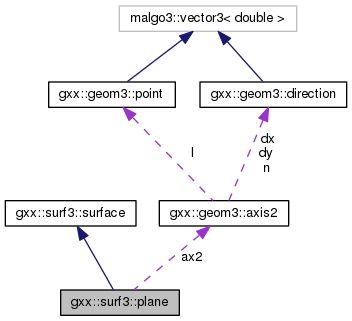 malgo3::vector3< double >
gxx::geom3::point
gxx::geom3::direction
l
dx
dy
n
gxx::surf3::surface
gxx::geom3::axis2
ax2
gxx::surf3::plane